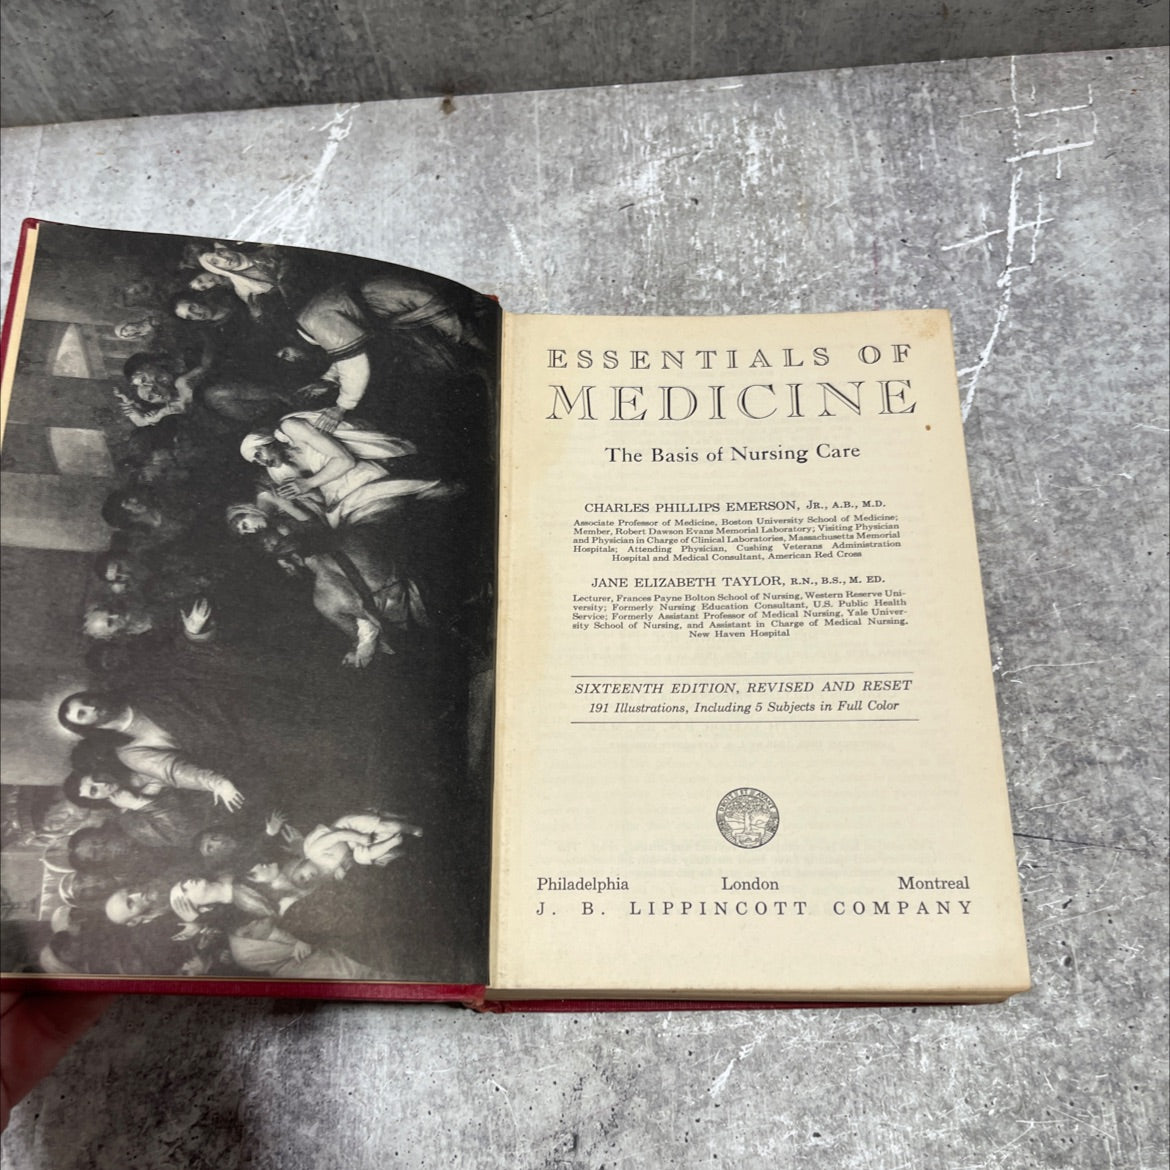 ESSENTIALS OF
MEDICINE
The Basis of Nursing Care
CHARLES PHILLIPS EMERSON, JR., A.B., M.D.
Associate Professor of Medicine, Boston University School of Medicine;
Member, Robert Dawson Evans Memorial Laboratory; Visiting Physician
and Physician in Charge of Clinical Laboratories, Massachusetts Memorial
Hospitals; Attending Physician, Cushing Veterans Administration
Hospital and Medical Consultant, American Red Cross
JANE ELIZABETH TAYLOR, R.N., B.S., M. ED.
Lecturer, Frances Payne Bolton School of Nursing, Western Reserve Uni-
versity; Formerly Nursing Education Consultant, U.S. Public Health
Service; Formerly Assistant Professor of Medical Nursing, Yale Univer-
sity School of Nursing, and Assistant in Charge of Medical Nursing,
New Haven Hospital
SIXTEENTH EDITION, REVISED AND RESET
191 Illustrations, Including 5 Subjects in Full Color
Philadelphia London Montreal
J. B. LIPPINCOTT COMPANY